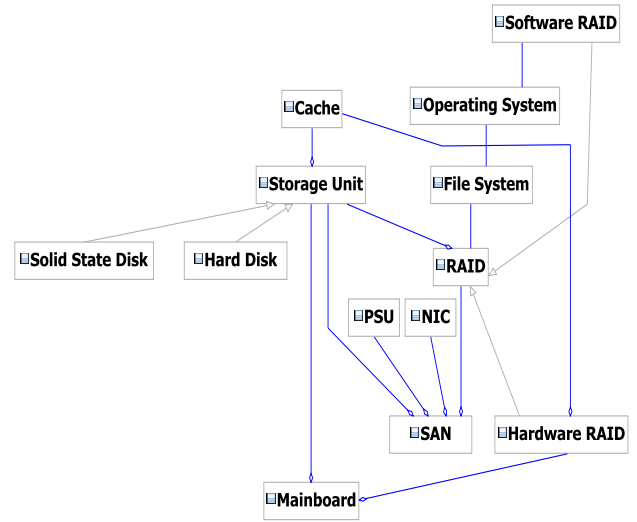 Software RAID
Operating System
Cache
Storage Unit
File System
Solid State Disk
Hard Disk
RAID
PSU
NIC
SAN
Hardware RAID
Mainboard